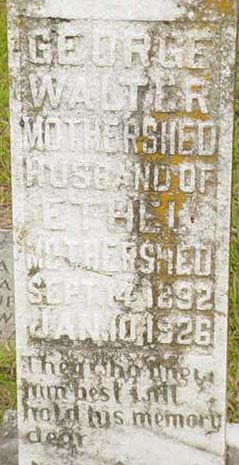 GEORGE
WALTER
MOTHERSHED
HUSBAND OF
ETHEL
MOTHERSHED
SEPT. 14, 1892
JAN. 10, 1926
They who knew
him best will
hold his memory
dear